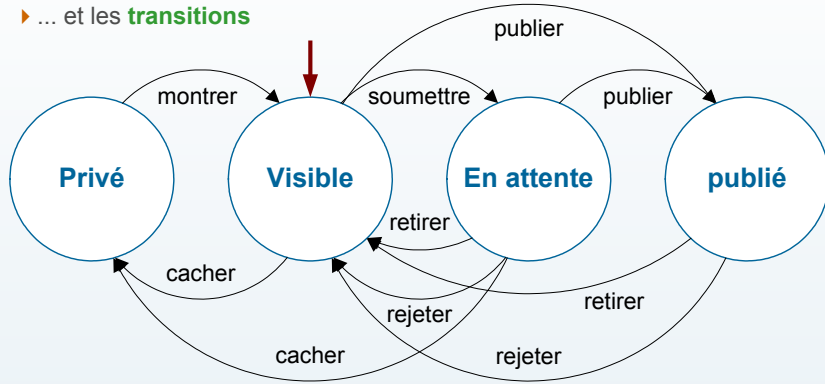 ... et les transitions
publier
montrer
soumettre
publier
Privé
Visible
En attente
publié
retirer
cacher
rejeter
retirer
cacher
rejeter